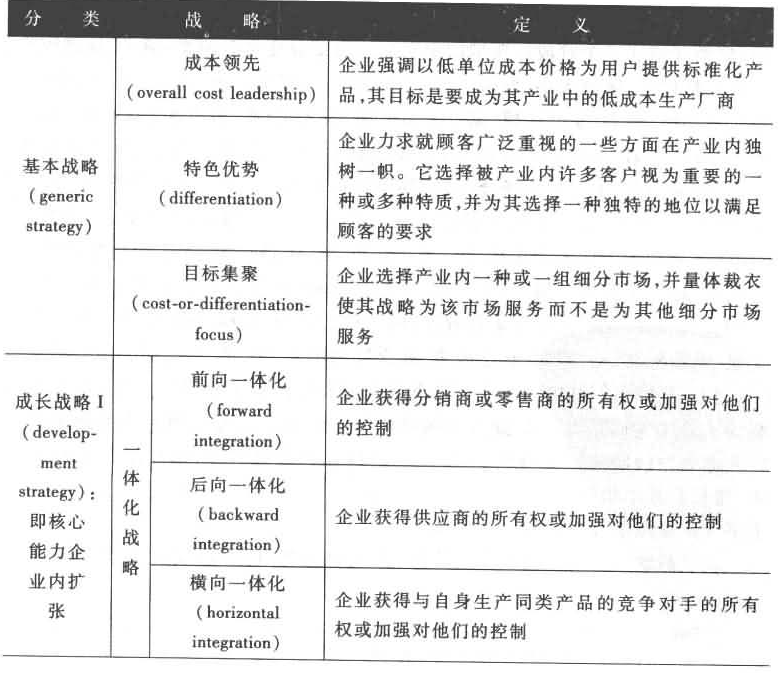 分 类 战 略 定 义
基本战略
(generic
strategy)
成本领先
(overall cost leadership)
企业强调以低单位成本价格为用户提供标准化产
品,其目标是要成为其产业中的低成本生产厂商
特色优势
(differentiation)
企业力求就顾客广泛重视的一些方面在产业内独
树一帜。它选择被产业内许多客户视为重要的一
种或多种特质,并为其选择一种独特的地位以满足
顾客的要求
目标集聚
(cost-or-differentiation-
focus)
企业选择产业内一种或一组细分市场,并量体裁衣
使其战略为该市场服务而不是为其他细分市场
服务
成长战略 I
(develop-
ment
strategy):
即核心
能力企
业内扩
张
一
体
化
战
略
前向一体化
(forward
integration)
企业获得分销商或零售商的所有权或加强对他们
的控制
后向一体化
(backward
integration)
企业获得供应商的所有权或加强对他们的控制
横向一体化
(horizontal
integration)
企业获得与自身生产同类产品的竞争对手的所有
权或加强对他们的控制